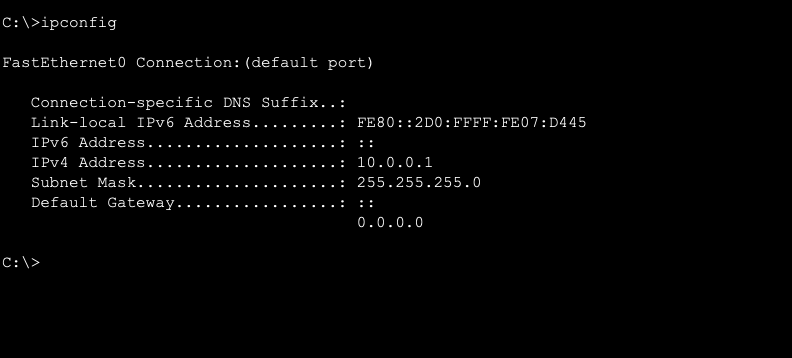 C:\>ipconfig
FastEthernet0 Connection:(default port)
Connection-specific DNS Suffix..:
Link-local IPv6 Address.........: FE80::2D0:FFFF:FE07:D445
IPv6 Address....................: ::
IPv4 Address....................: 10.0.0.1
Subnet Mask.....................: 255.255.255.0
Default Gateway.................: ::
0.0.0.0
C:\>